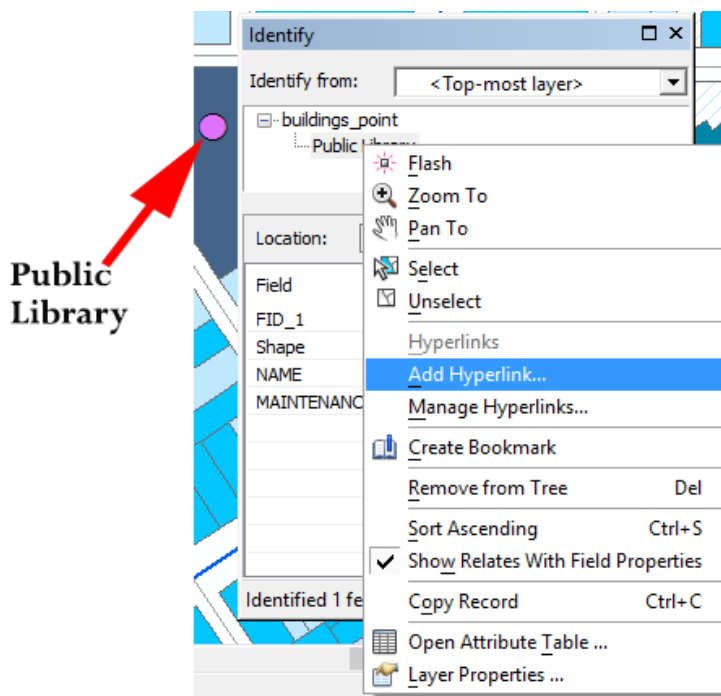 Identify
Identify from: <Top-most layer>
buildings_point
Public Library
Flash
Zoom To
Pan To
Location:
Select
Public
Library
Field
Unselect
FID_1
Hyperlinks
Shape
NAME
Add Hyperlink...
MAINTENANC
Manage Hyperlinks...
Create Bookmark
Remove from Tree Del
Sort Ascending Ctrl+S
Show Relates With Field Properties
Identified 1 fe
Copy Record Ctrl+C
Open Attribute Table ...
Layer Properties ...